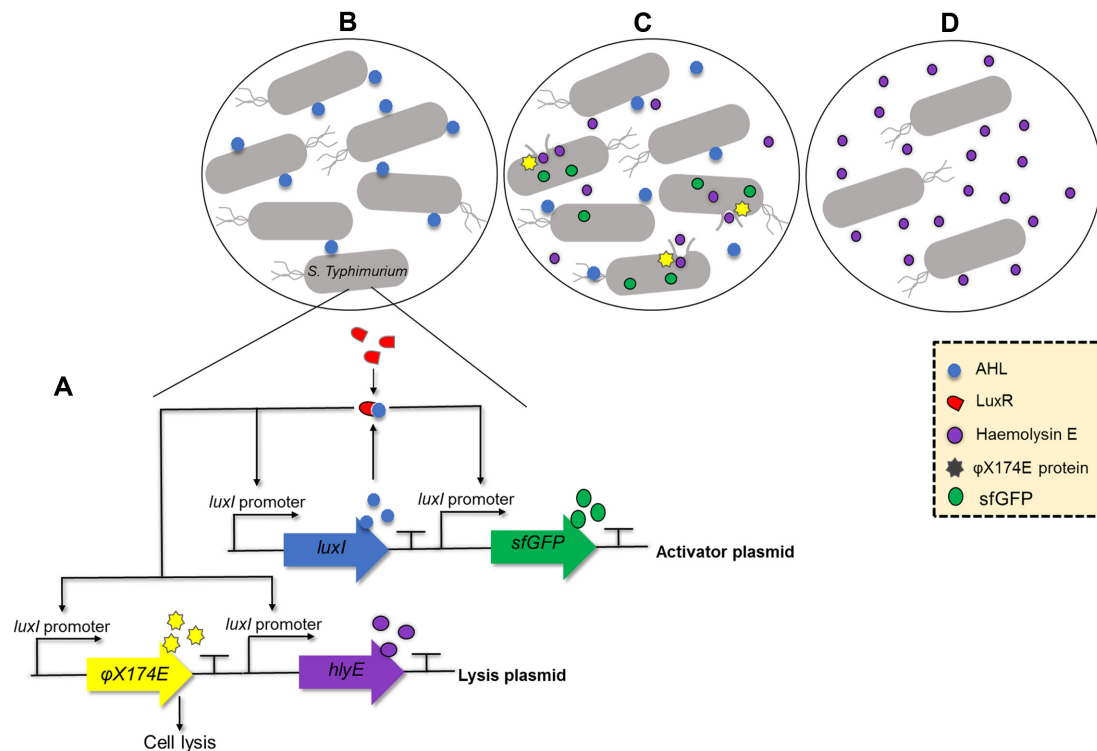 B
C
D
S. Typhimurium
A
AHL
LuxR
Haemolysin E
φX174E protein
sfGFP
luxI promoter
luxI promoter
luxI
sfGFP
Activator plasmid
luxI promoter
luxI promoter
φX174E
hlyE
Lysis plasmid
Cell lysis